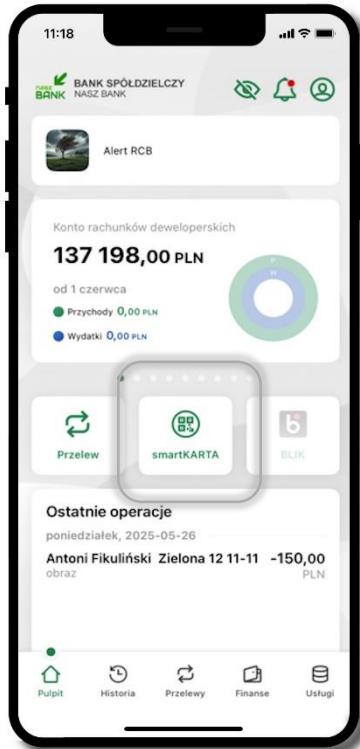 11:18
nasz
BANK
BANK SPÓŁDZIELCZY
NASZ BANK
Alert RCB
Konto rachunków deweloperskich
137 198,00 PLN
od 1 czerwca
Przychody 0,00 PLN
Wydatki 0,00 PLN
P
W
Przelew
smartKARTA
BLIK
Ostatnie operacje
poniedziałek, 2025-05-26
Antoni Fikuliński Zielona 12 11-11 -150,00
obraz PLN
Pulpit Historia Przelewy Finanse Usługi